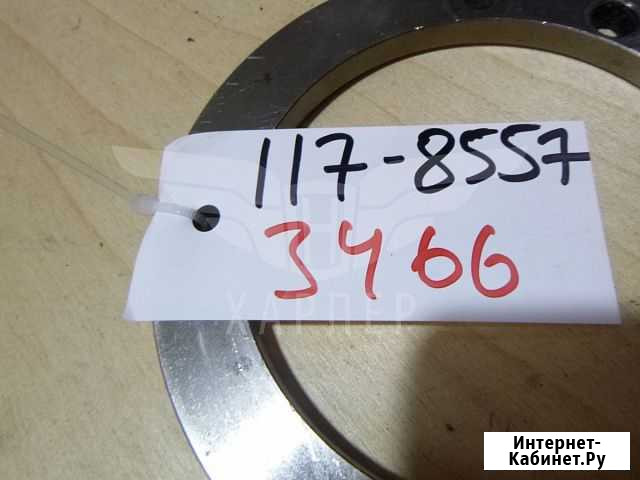 117-8557
3466
ХАРПЕР
Интернет-
Кабинет.Ру